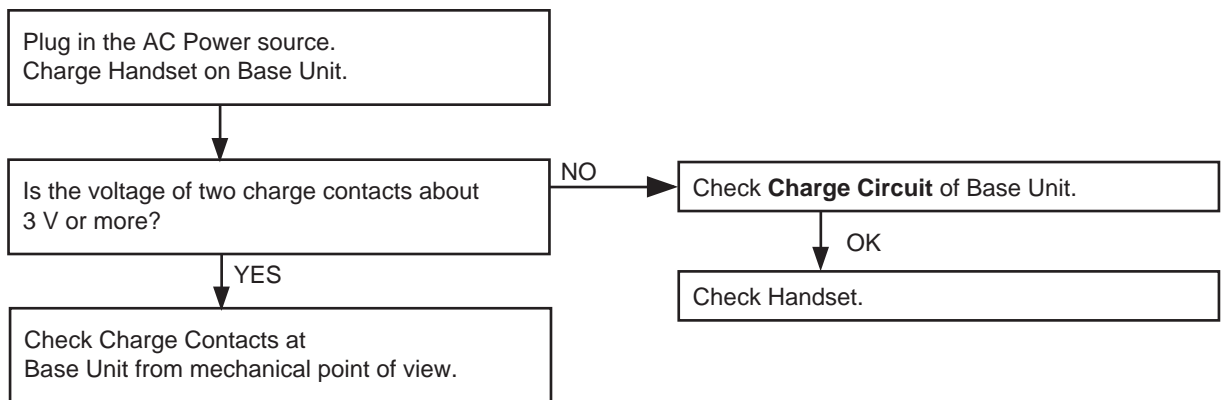 Plug in the AC Power source.
Charge Handset on Base Unit.
Is the voltage of two charge contacts about
3 V or more?
NO
Check Charge Circuit of Base Unit.
OK
Check Handset.
YES
Check Charge Contacts at
Base Unit from mechanical point of view.